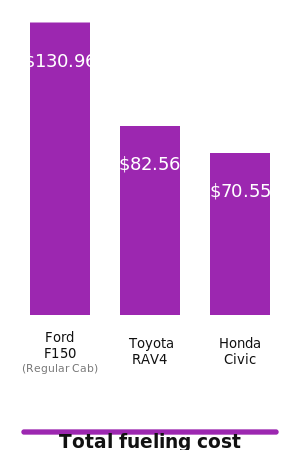 $130.96
$82.56
$70.55
Ford
F150
(Regular Cab)
Toyota
RAV4
Honda
Civic
Total fueling cost